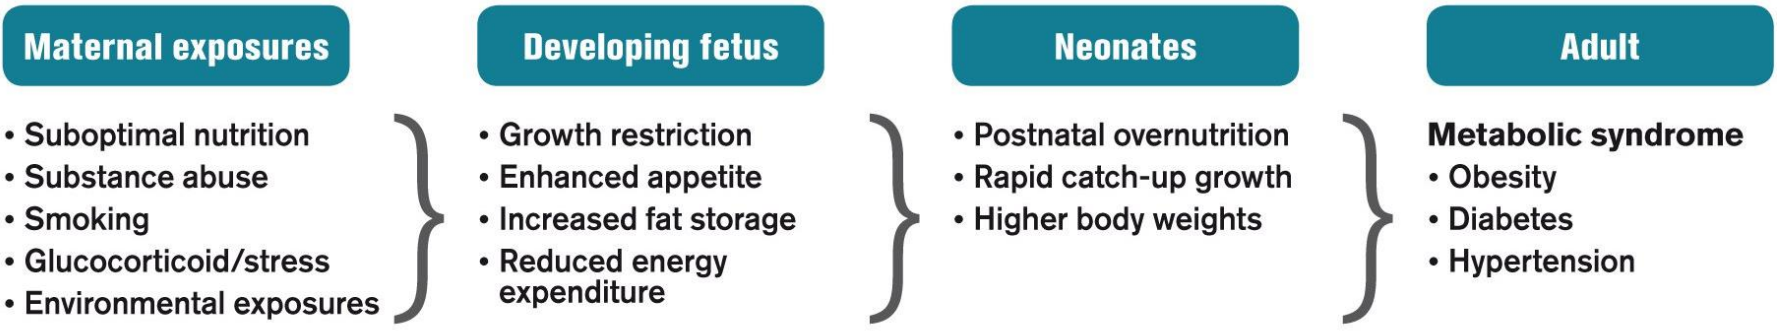 Maternal exposures
• Suboptimal nutrition
• Substance abuse
• Smoking
• Glucocorticoid/stress
• Environmental exposures
Developing fetus
• Growth restriction
• Enhanced appetite
• Increased fat storage
• Reduced energy
expenditure
Neonates
• Postnatal overnutrition
• Rapid catch-up growth
• Higher body weights
Adult
Metabolic syndrome
• Obesity
• Diabetes
• Hypertension